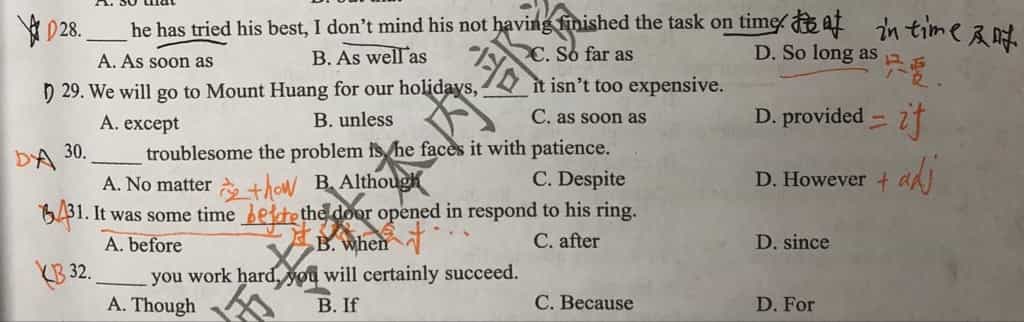 A. so that
D28. ____ he has tried his best, I don't mind his not having finished the task on time/ 按时 in time 及时
A. As soon as B. As well as C. So far as D. So long as 只要.
D 29. We will go to Mount Huang for our holidays, ____ it isn't too expensive.
A. except B. unless C. as soon as D. provided = if
D A 30. ____ troublesome the problem is, he faces it with patience.
A. No matter 应+how B. Although C. Despite D. However + adj
B A 31. It was some time before the door opened in respond to his ring.
A. before B. when C. after D. since
B 32. ____ you work hard, you will certainly succeed.
A. Though B. If C. Because D. For